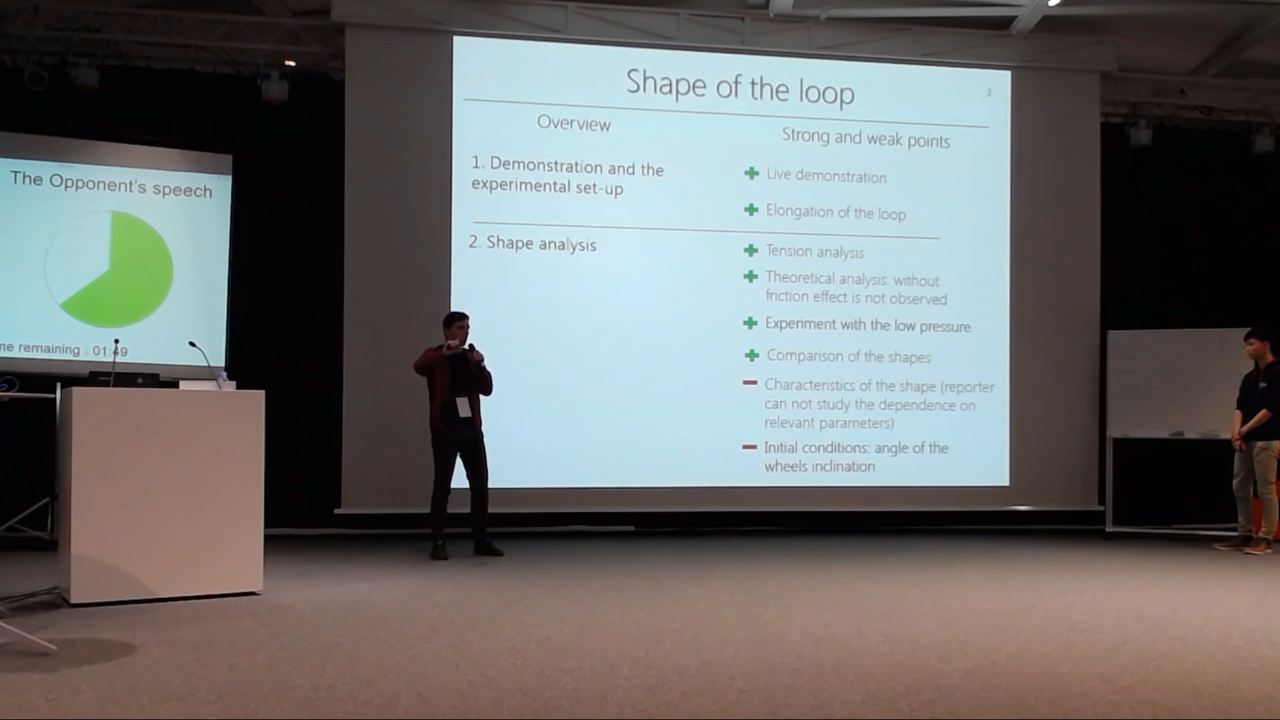 The Opponent's speech
me remaining : 01:49
Shape of the loop
2
Overview
Strong and weak points
1. Demonstration and the
experimental set-up
Live demonstration
Elongation of the loop
2. Shape analysis
Tension analysis
Theoretical analysis. without
friction effect is not observed
Experiment with the low pressure
Comparison of the shapes
Characteristics of the shape (reporter
can not study the dependence on
relevant parameters)
Initial conditions: angle of the
wheels inclination